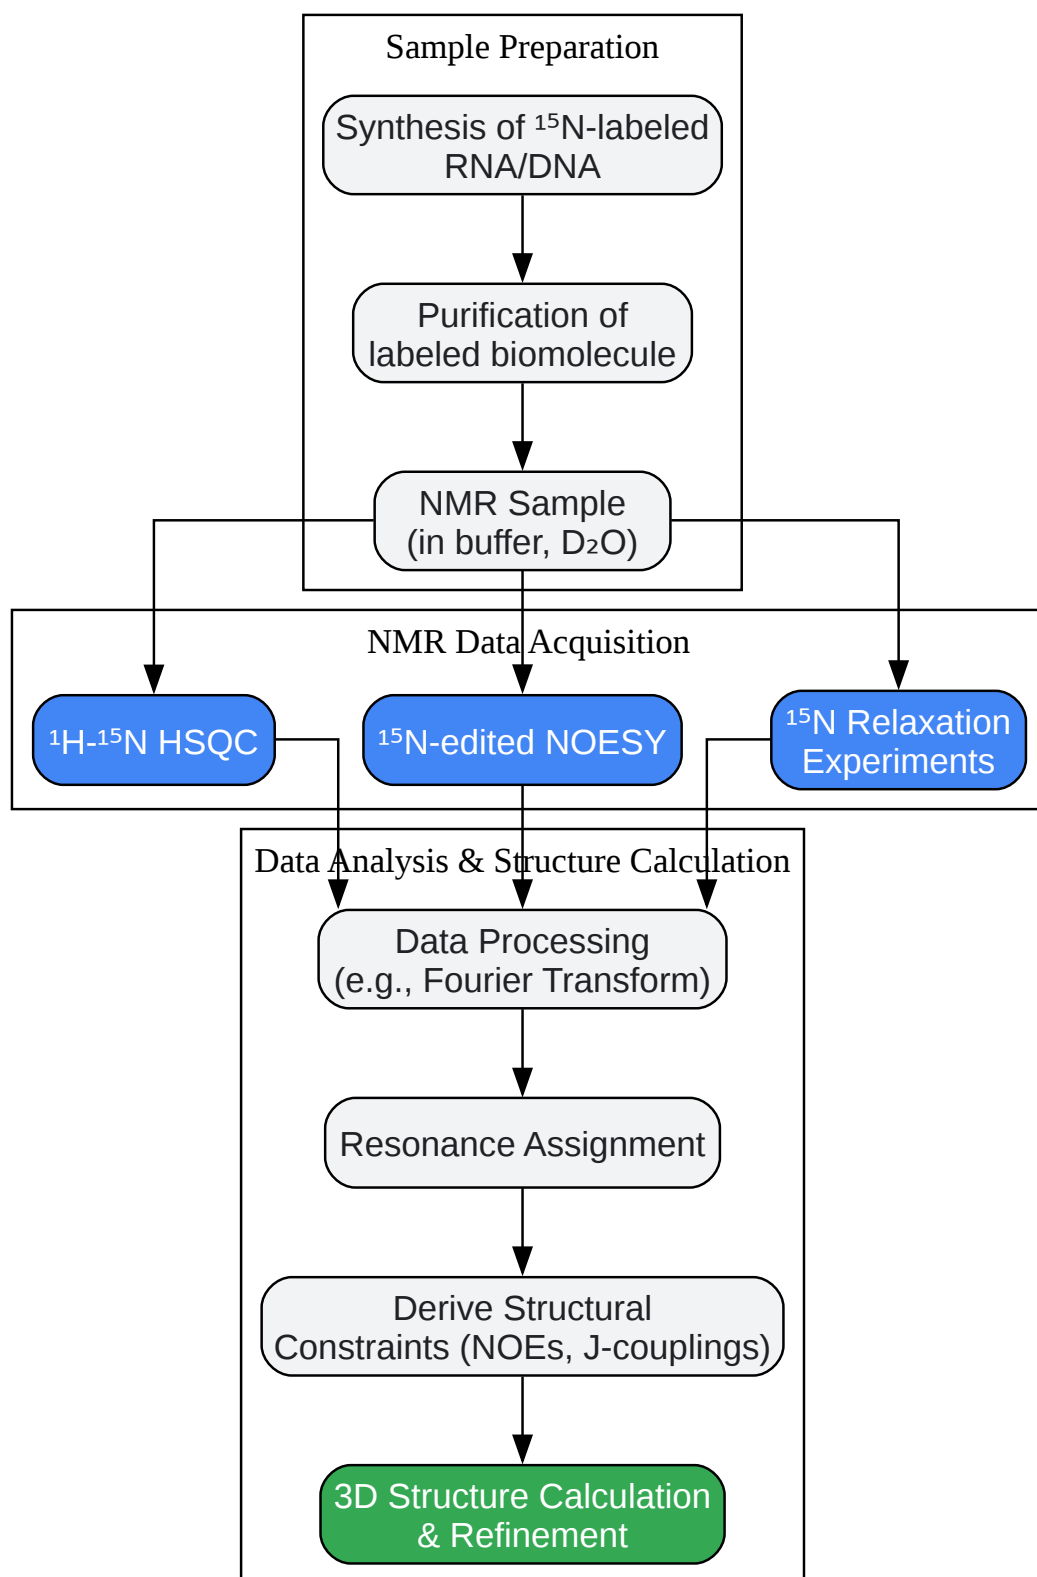 Sample Preparation
Synthesis of ¹⁵N-labeled
RNA/DNA
Purification of
labeled biomolecule
NMR Sample
(in buffer, D₂O)
NMR Data Acquisition
¹H-¹⁵N HSQC
¹⁵N-edited NOESY
¹⁵N Relaxation
Experiments
Data Analysis & Structure Calculation
Data Processing
(e.g., Fourier Transform)
Resonance Assignment
Derive Structural
Constraints (NOEs, J-couplings)
3D Structure Calculation
& Refinement